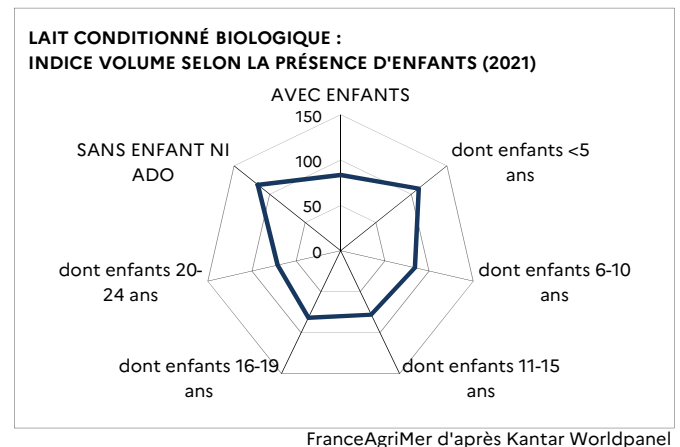 LAIT CONDITIONNÉ BIOLOGIQUE :
INDICE VOLUME SELON LA PRÉSENCE D'ENFANTS (2021)
AVEC ENFANTS
150
100
50
0
SANS ENFANT NI
ADO
dont enfants <5
ans
dont enfants 20-
24 ans
dont enfants 6-10
ans
dont enfants 16-19
ans
dont enfants 11-15
ans
FranceAgriMer d'après Kantar Worldpanel